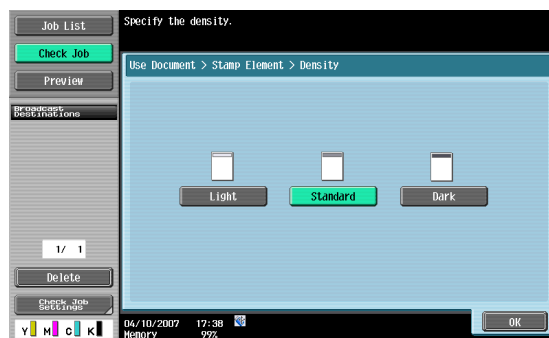 Job List
Check Job
Preview
Broadcast
Destinations
1/ 1
Delete
Check Job
Settings
Y M C K
Specify the density.
Use Document > Stamp Element > Density
Light
Standard
Dark
04/10/2007 17:38
Memory 99%
OK